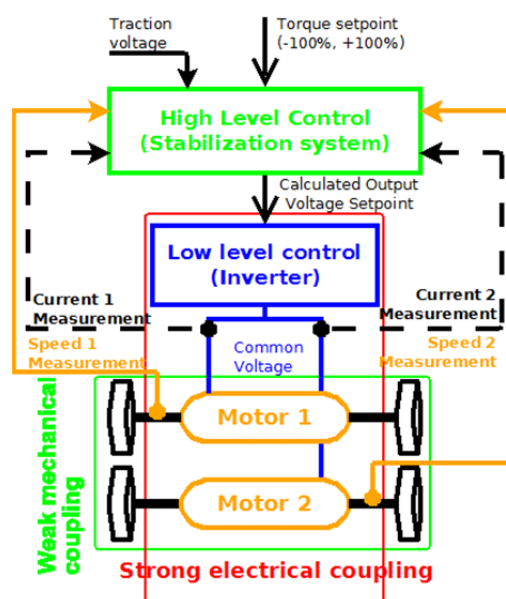 Traction
voltage
Torque setpoint
(-100%, +100%)
High Level Control
(Stabilization system)
Calculated Output
Voltage Setpoint
Low level control
(Inverter)
Current 1
Measurement
Current 2
Measurement
Speed 1
Measurement
Common
Voltage
Speed 2
Measurement
Weak mechanical
coupling
Motor 1
Motor 2
Strong electrical coupling